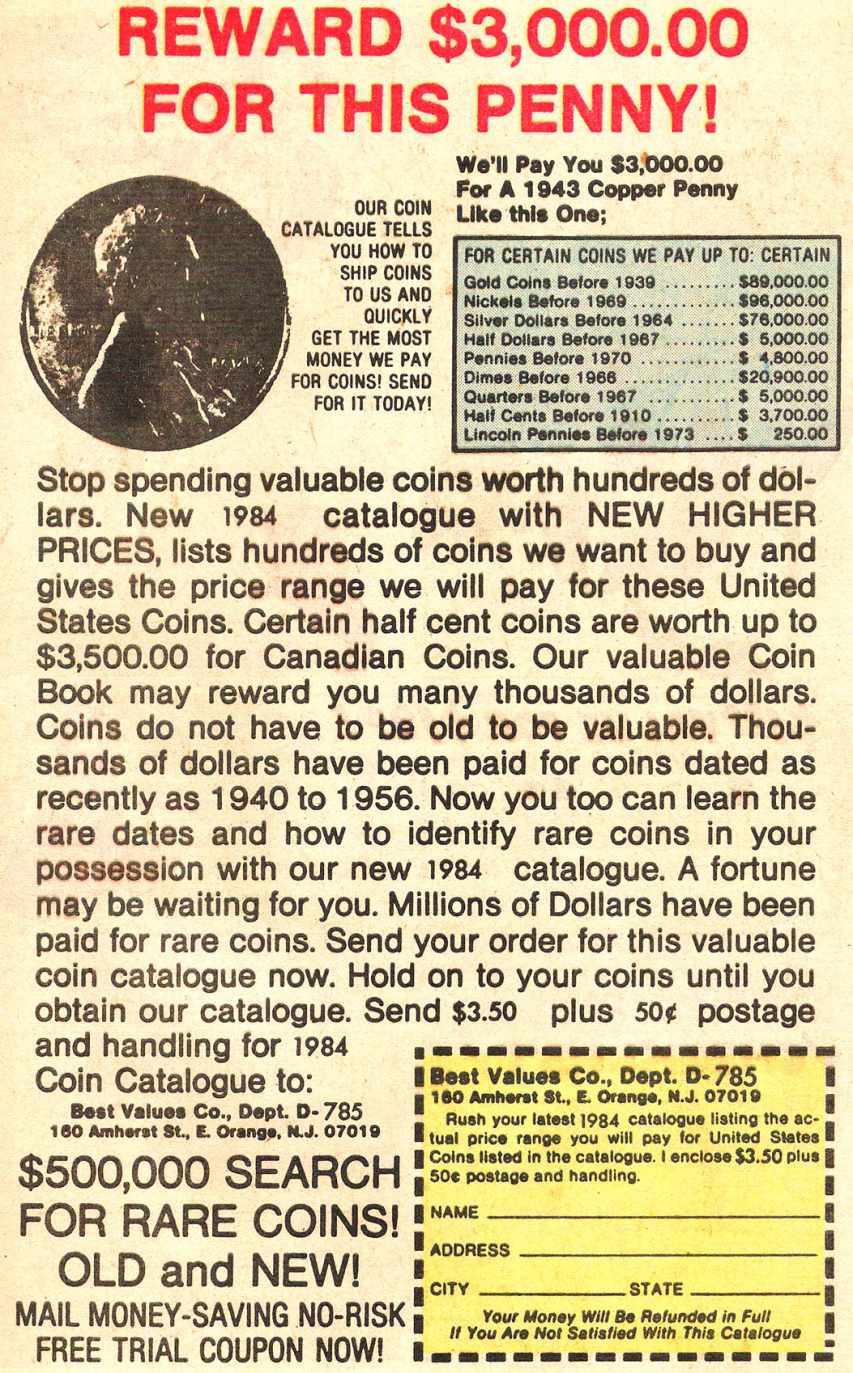 REWARD $3,000.00
FOR THIS PENNY!
OUR COIN
CATALOGUE TELLS
YOU HOW TO
SHIP COINS
TO US AND
QUICKLY
GET THE MOST
MONEY WE PAY
FOR COINS! SEND
FOR IT TODAY!
We'll Pay You $3,000.00
For A 1943 Copper Penny
Like this One;
FOR CERTAIN COINS WE PAY UP TO: CERTAIN
Gold Coins Before 1939 ......... $89,000.00
Nickels Before 1969 ............ $96,000.00
Silver Dollars Before 1964 ...... $76,000.00
Half Dollars Before 1967 ........ $ 5,000.00
Pennies Before 1970 ............ $ 4,800.00
Dimes Before 1966 ............. $20,900.00
Quarters Before 1967 .......... $ 5,000.00
Half Cents Before 1910 .......... $ 3,700.00
Lincoln Pennies Before 1973 .... $ 250.00
Stop spending valuable coins worth hundreds of dol-
lars. New 1984 catalogue with NEW HIGHER
PRICES, lists hundreds of coins we want to buy and
gives the price range we will pay for these United
States Coins. Certain half cent coins are worth up to
$3,500.00 for Canadian Coins. Our valuable Coin
Book may reward you many thousands of dollars.
Coins do not have to be old to be valuable. Thou-
sands of dollars have been paid for coins dated as
recently as 1940 to 1956. Now you too can learn the
rare dates and how to identify rare coins in your
possession with our new 1984 catalogue. A fortune
may be waiting for you. Millions of Dollars have been
paid for rare coins. Send your order for this valuable
coin catalogue now. Hold on to your coins until you
obtain our catalogue. Send $3.50 plus 50¢ postage
and handling for 1984
Coin Catalogue to:
Best Values Co., Dept. D-785
160 Amherst St., E. Orange, N.J. 07019
$500,000 SEARCH
FOR RARE COINS!
OLD and NEW!
MAIL MONEY-SAVING NO-RISK
FREE TRIAL COUPON NOW!
Best Values Co., Dept. D-785
160 Amherst St., E. Orange, N.J. 07019
Rush your latest 1984 catalogue listing the ac-
tual price range you will pay for United States
Coins listed in the catalogue. I enclose $3.50 plus
50¢ postage and handling.
NAME
ADDRESS
CITY STATE
Your Money Will Be Refunded in Full
If You Are Not Satisfied With This Catalogue